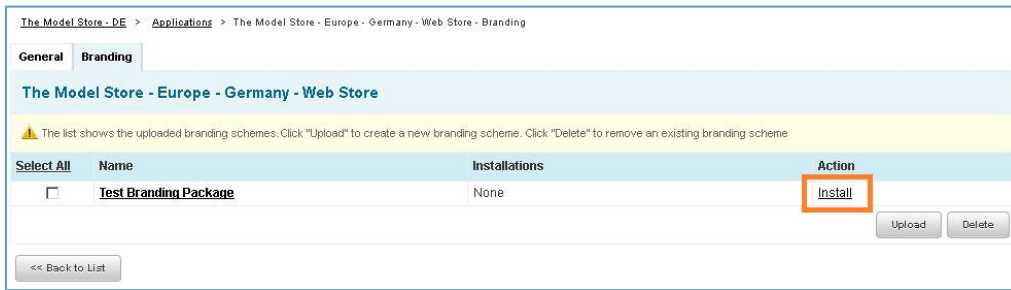 The Model Store - DE > Applications > The Model Store - Europe - Germany - Web Store - Branding
General Branding
The Model Store - Europe - Germany - Web Store
The list shows the uploaded branding schemes.Click "Upload" to create a new branding scheme. Click "Delete" to remove an existing branding scheme
Select All Name Installations Action
Test Branding Package None Install
Upload Delete
<< Back to List